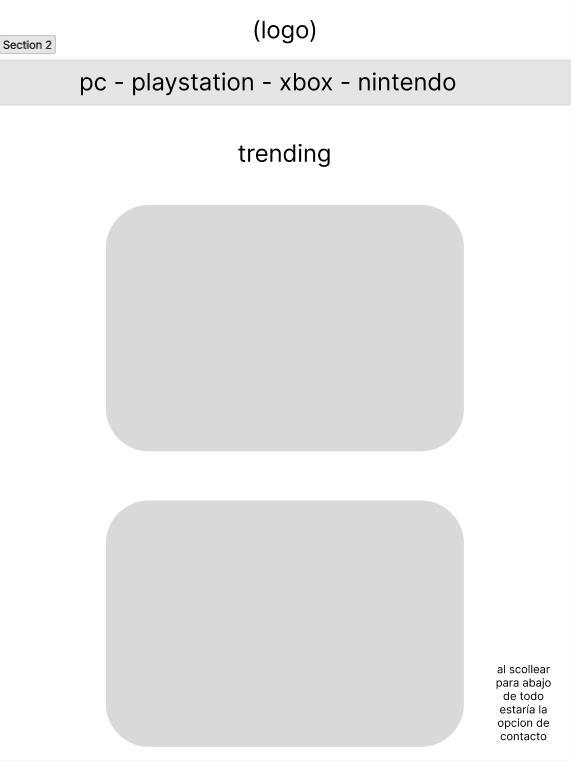 (logo)
Section 2
pc - playstation - xbox - nintendo
trending
al scollear
para abajo
de todo
estaría la
opcion de
contacto